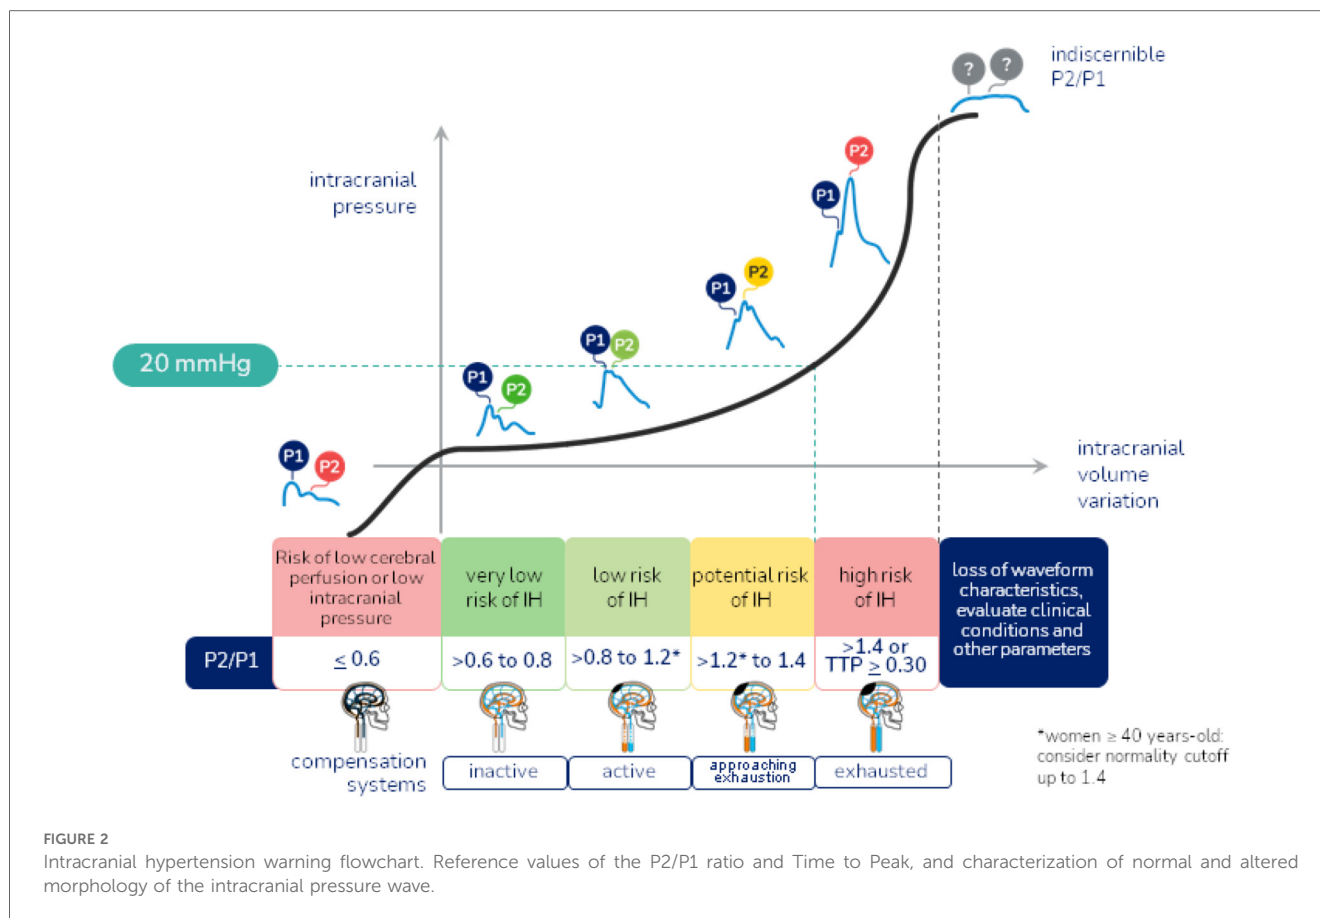 indiscernible
P2/P1
?
?
P2
P1
intracranial
pressure
P2
P1
P1
P2
20 mmHg
P1
P2
P1
P2
intracranial
volume
variation
Risk of low cerebral
perfusion or low
intracranial
pressure
very low
risk of IH
low risk
of IH
potential risk
of IH
high risk
of IH
loss of waveform
characteristics,
evaluate clinical
conditions and
other parameters
P2/P1
≤ 0.6
>0.6 to 0.8
>0.8 to 1.2*
>1.2* to 1.4
>1.4 or
TTP ≥ 0.30
compensation
systems
inactive
active
approaching
exhaustion
exhausted
*women ≥ 40 years-old:
consider normality cutoff
up to 1.4
FIGURE 2
Intracranial hypertension warning flowchart. Reference values of the P2/P1 ratio and Time to Peak, and characterization of normal and altered
morphology of the intracranial pressure wave.